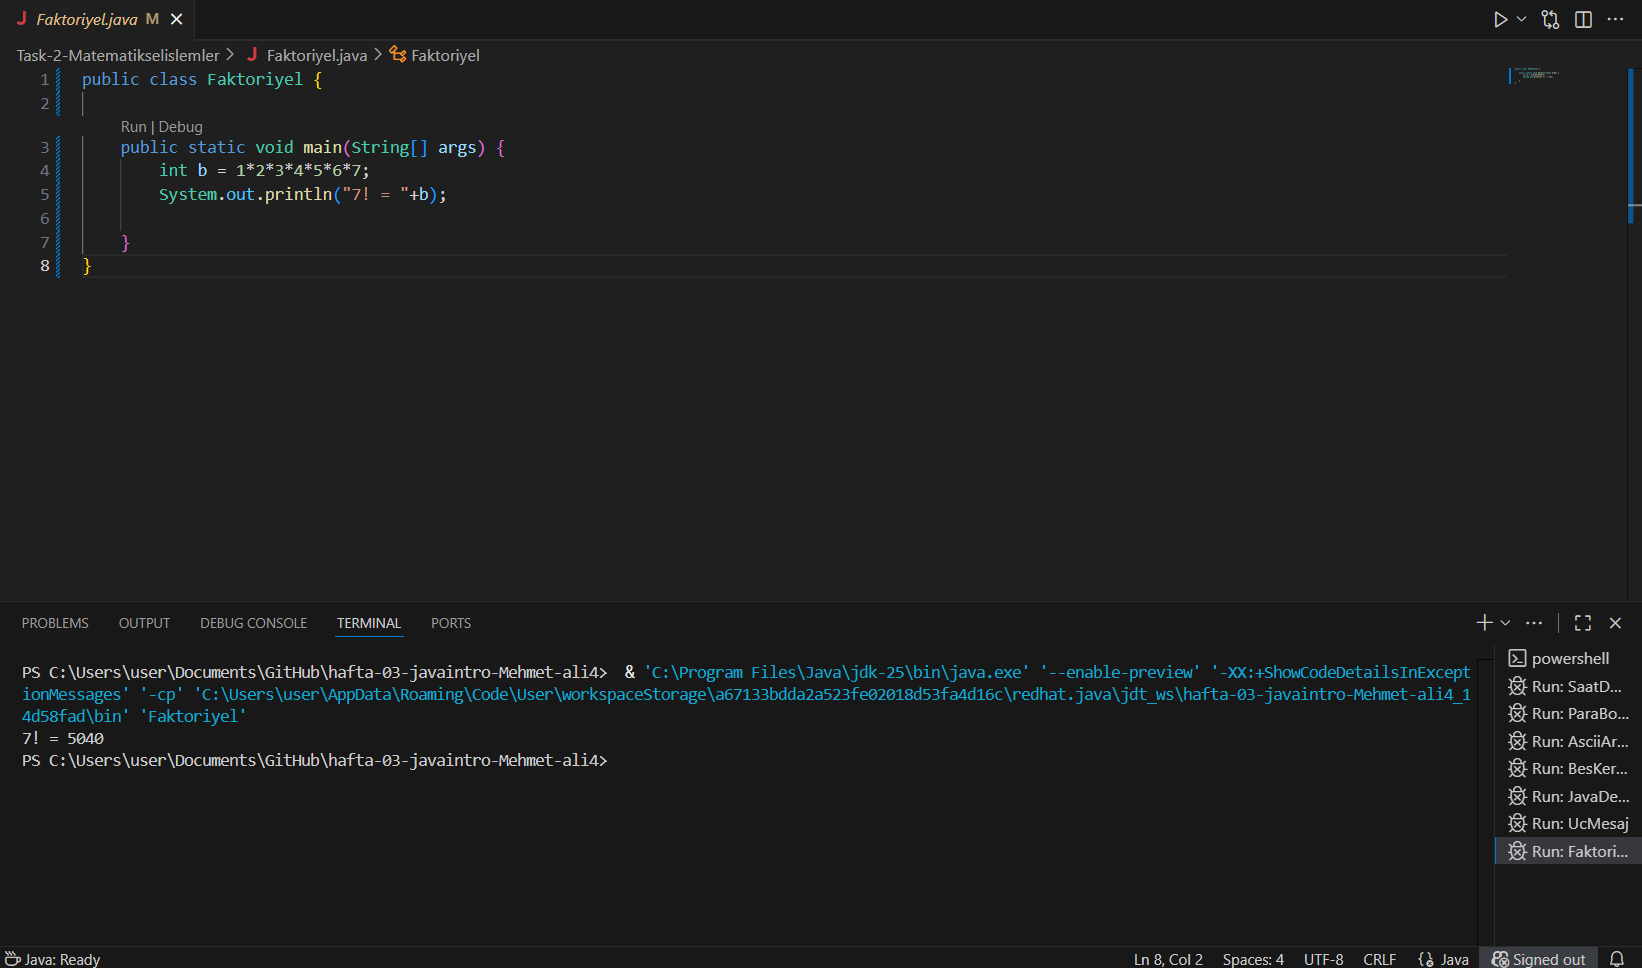 Faktoriyel.java M
Task-2-Matematikselislemler > Faktoriyel.java > Faktoriyel
1 public class Faktoriyel {
2
Run | Debug
3 public static void main(String[] args) {
4 int b = 1*2*3*4*5*6*7;
5 System.out.println("7! = "+b);
6
7 }
8 }
PROBLEMS OUTPUT DEBUG CONSOLE TERMINAL PORTS
PS C:\Users\user\Documents\GitHub\hafta-03-javaintro-Mehmet-ali4> & 'C:\Program Files\Java\jdk-25\bin\java.exe' '--enable-preview' '-XX:+ShowCodeDetailsInExcept
ionMessages' '-cp' 'C:\Users\user\AppData\Roaming\Code\User\workspaceStorage\a67133bdda2a523fe02018d53fa4d16c\redhat.java\jdt_ws\hafta-03-javaintro-Mehmet-ali4_1
4d58fad\bin' 'Faktoriyel'
7! = 5040
PS C:\Users\user\Documents\GitHub\hafta-03-javaintro-Mehmet-ali4>
powershell
Run: SaatD...
Run: ParaBo...
Run: AsciiAr...
Run: BesKer...
Run: JavaDe...
Run: UcMesaj
Run: Faktori...
Java: Ready Ln 8, Col 2 Spaces: 4 UTF-8 CRLF Java Signed out